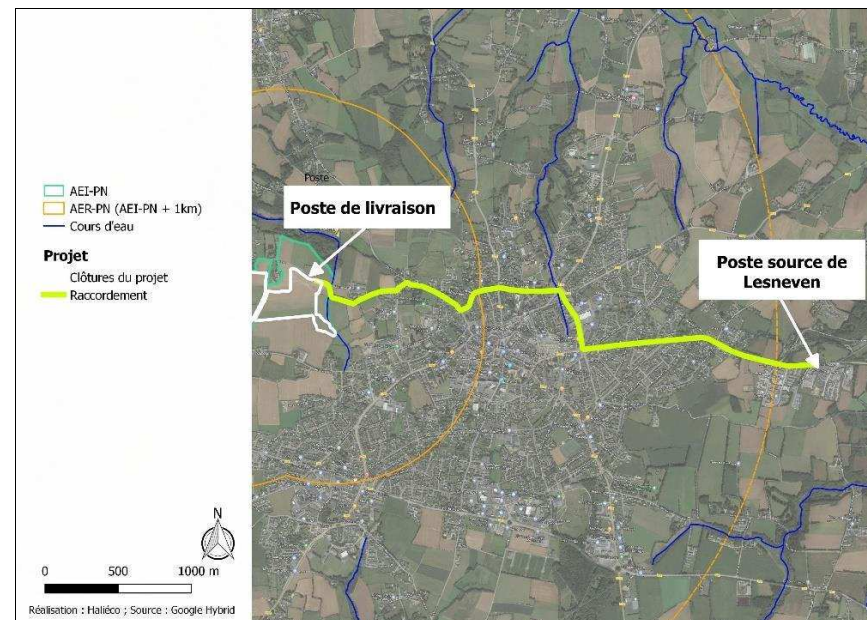 AEI-PN
AER-PN (AEI-PN + 1km)
Cours d'eau
Projet
Clôtures du projet
Raccordement
N
0 500 1000 m
Réalisation : Haliéco ; Source : Google Hybrid
Poste
Poste de livraison
Poste source de
Lesneven